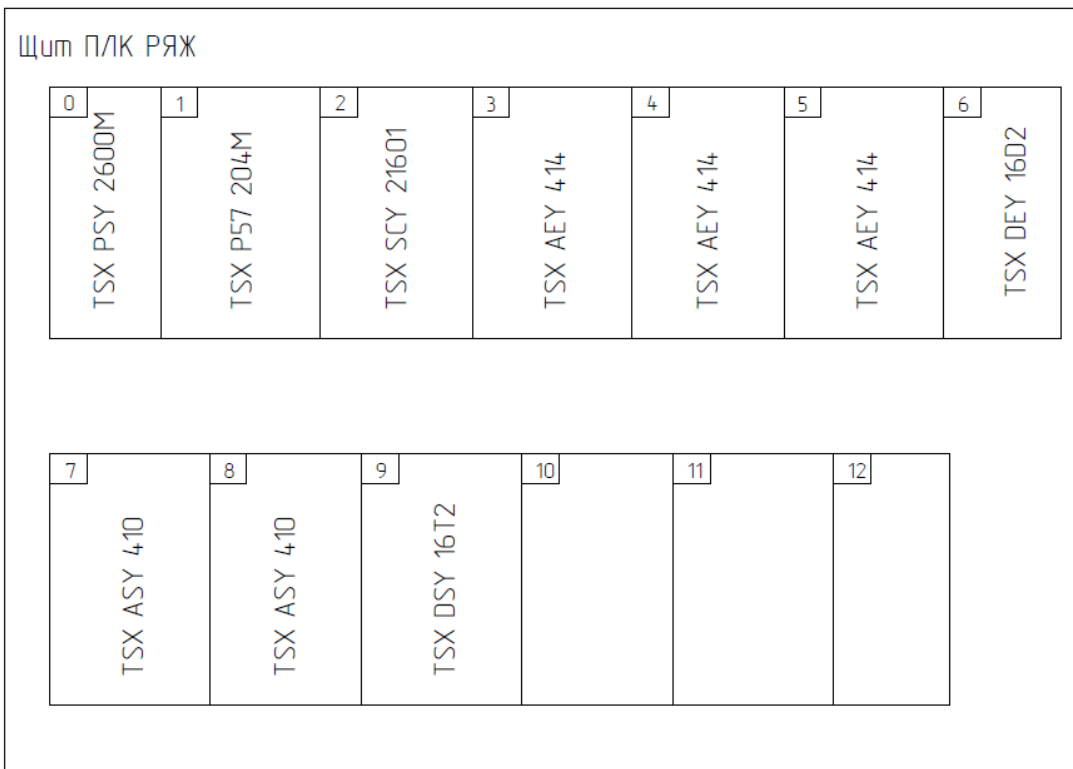 Щит ПЛК РЯЖ
0
TSX PSY 2600M
1
TSX P57 204M
2
TSX SCY 21601
3
TSX AEY 414
4
TSX AEY 414
5
TSX AEY 414
6
TSX DEY 16D2
7
TSX ASY 410
8
TSX ASY 410
9
TSX DSY 16T2
10
11
12